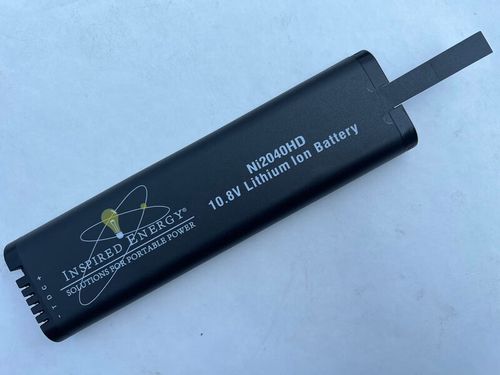 Ni2040HD
10.8V Lithium Ion Battery
INSPIRED ENERGY®
SOLUTIONS FOR PORTABLE POWER
- T D C +